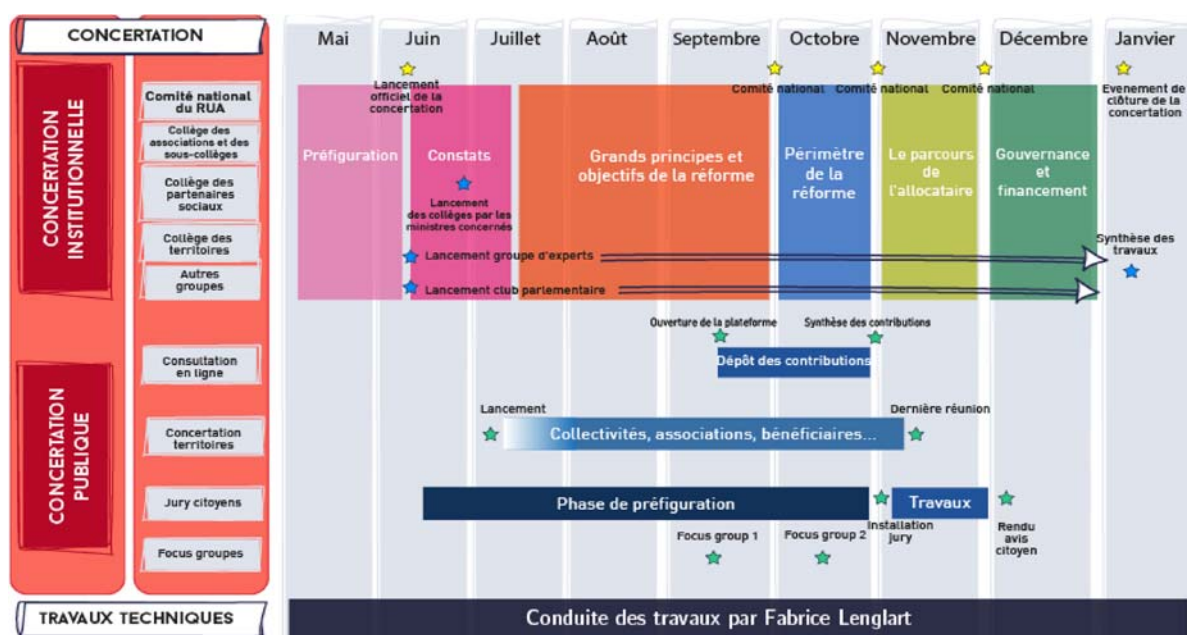 CONCERTATION
Mai
Juin
Juillet
Août
Septembre
Octobre
Novembre
Décembre
Janvier
CONCERTATION
INSTITUTIONNELLE
Comité national
du RUA
Collège des
associations et des
sous-collèges
Collège des
partenaires
sociaux
Collège des
territoires
Autres
groupes
Lancement
officiel de la
concertation
Comité national
Comité national
Comité national
Evenement de
clôture de la
concertation
Préfiguration
Constats
Grands principes et
objectifs de la réforme
Périmètre
de la
réforme
Le parcours
de
l'allocataire
Gouvernance
et
financement
Lancement
des collèges par les
ministres concernés
Lancement groupe d'experts
Lancement club parlementaire
Synthèse des
travaux
CONCERTATION
PUBLIQUE
Consultation
en ligne
Concertation
territoires
Jury citoyens
Focus groupes
Ouverture de la plateforme
Synthèse des contributions
Dépôt des contributions
Lancement
Dernière réunion
Collectivités, associations, bénéficiaires...
Phase de préfiguration
Travaux
Installation
jury
Rendu
avis
citoyen
Focus group 1
Focus group 2
TRAVAUX TECHNIQUES
Conduite des travaux par Fabrice Lenglart